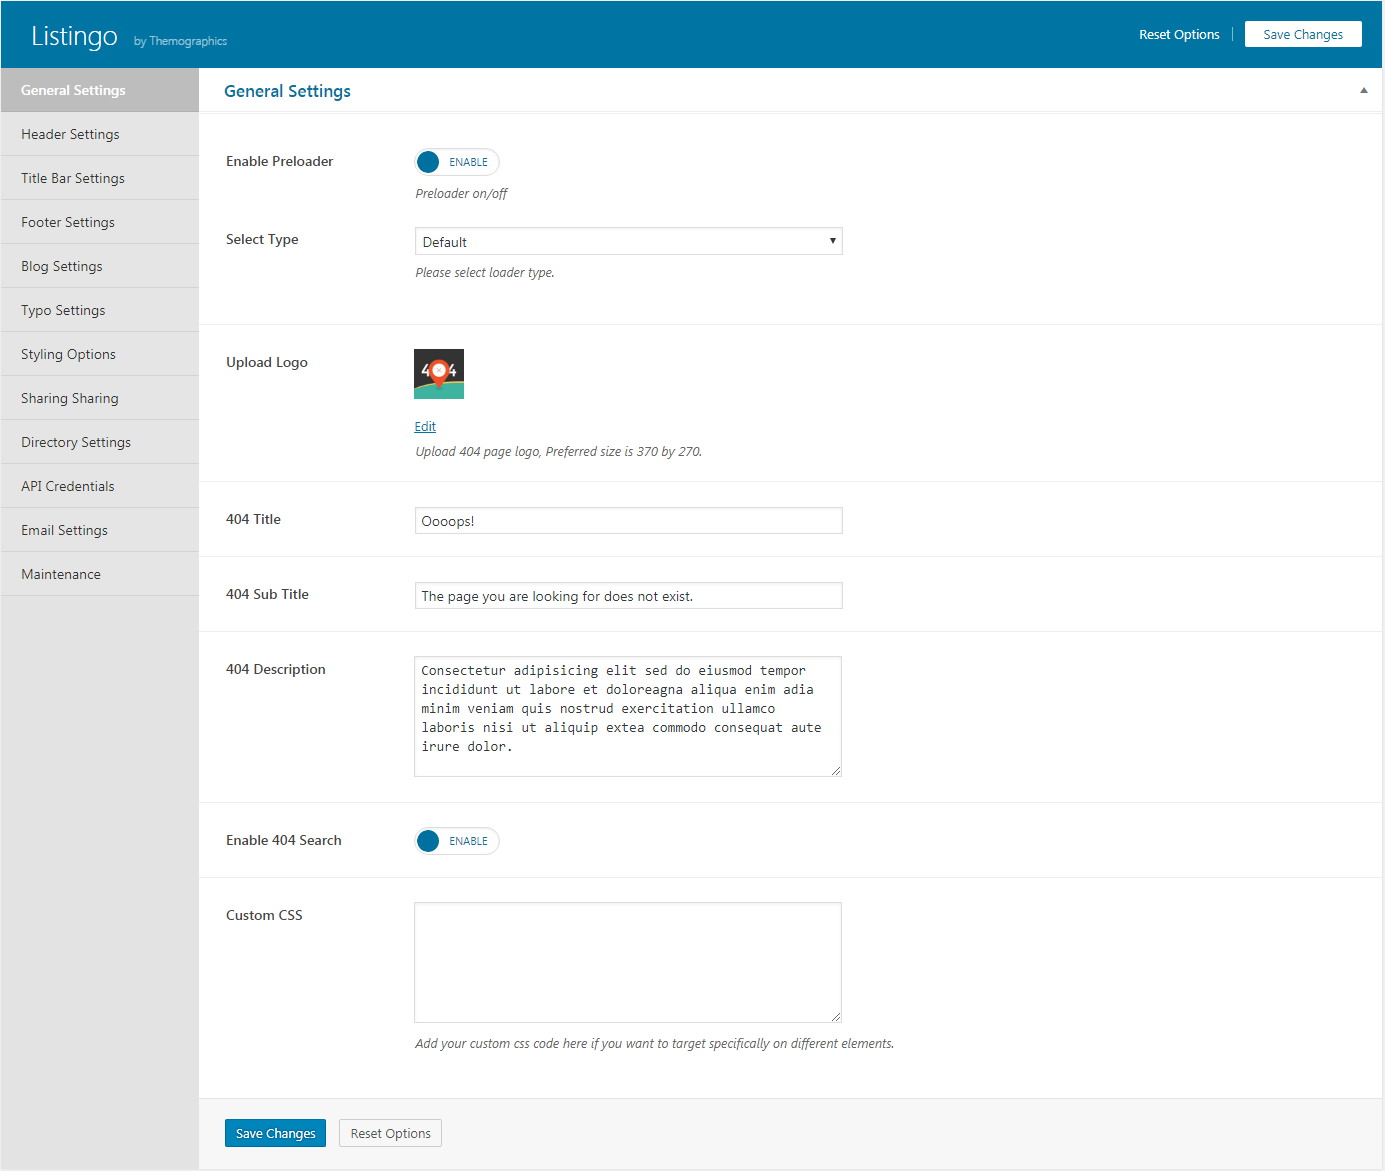 Listingo by Themographics
Reset Options
Save Changes
General Settings
Header Settings
Title Bar Settings
Footer Settings
Blog Settings
Typo Settings
Styling Options
Sharing Sharing
Directory Settings
API Credentials
Email Settings
Maintenance
General Settings
Enable Preloader
ENABLE
Preloader on/off
Select Type
Default
Please select loader type.
Upload Logo
4 4
Edit
Upload 404 page logo, Preferred size is 370 by 270.
404 Title
Oooops!
404 Sub Title
The page you are looking for does not exist.
404 Description
Consectetur adipisicing elit sed do eiusmod tempor
incididunt ut labore et doloreagna aliqua enim adia
minim veniam quis nostrud exercitation ullamco
laboris nisi ut aliquip extea commodo consequat aute
irure dolor.
Enable 404 Search
ENABLE
Custom CSS
Add your custom css code here if you want to target specifically on different elements.
Save Changes
Reset Options